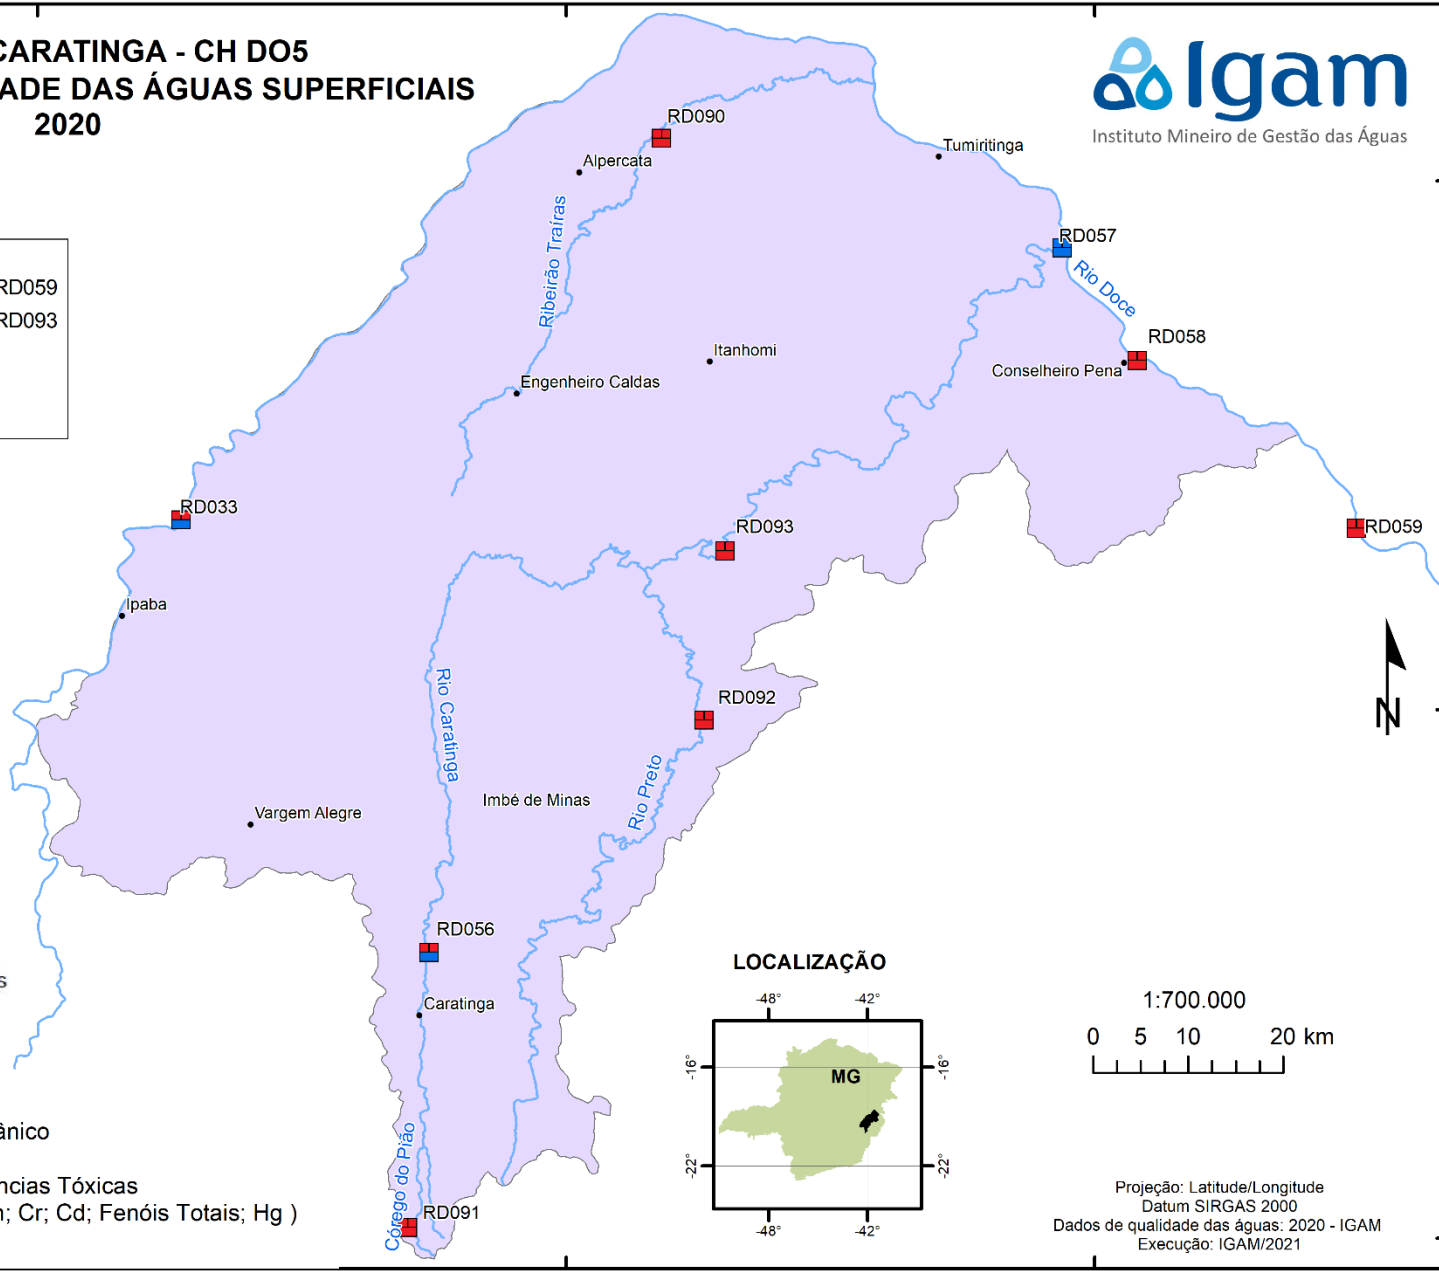 CARATINGA - CH DO5
ADE DAS ÁGUAS SUPERFICIAIS
2020
Igam
Instituto Mineiro de Gestão das Águas
RD090
Alpercata
Tumiritinga
Ribeirão Traíras
RD057
Rio Doce
RD059
RD093
RD058
Itanhomi
Conselheiro Pena
Engenheiro Caldas
RD033
RD093
RD059
Ipaba
N
Rio Caratinga
RD092
Rio Preto
Imbé de Minas
Vargem Alegre
RD056
Caratinga
s
LOCALIZAÇÃO
-48° -42°
-16° -16°
MG
-22° -22°
-48° -42°
1:700.000
0 5 10 20 km
ânico
ncias Tóxicas
n; Cr; Cd; Fenóis Totais; Hg )
Córrego do Pião
RD091
Projeção: Latitude/Longitude
Datum SIRGAS 2000
Dados de qualidade das águas: 2020 - IGAM
Execução: IGAM/2021